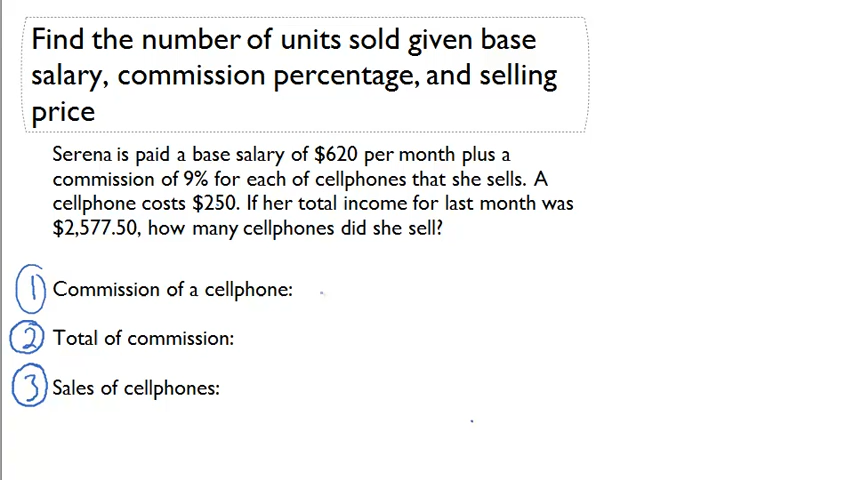 Find the number of units sold given base
salary, commission percentage, and selling
price
Serena is paid a base salary of $620 per month plus a
commission of 9% for each of cellphones that she sells. A
cellphone costs $250. If her total income for last month was
$2,577.50, how many cellphones did she sell?
1 Commission of a cellphone:
2 Total of commission:
3 Sales of cellphones: